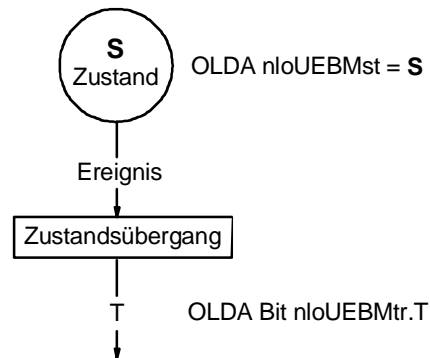 S
Zustand
OLDA nloUEBMst = S
Ereignis
Zustandsübergang
T
OLDA Bit nloUEBMtr.T